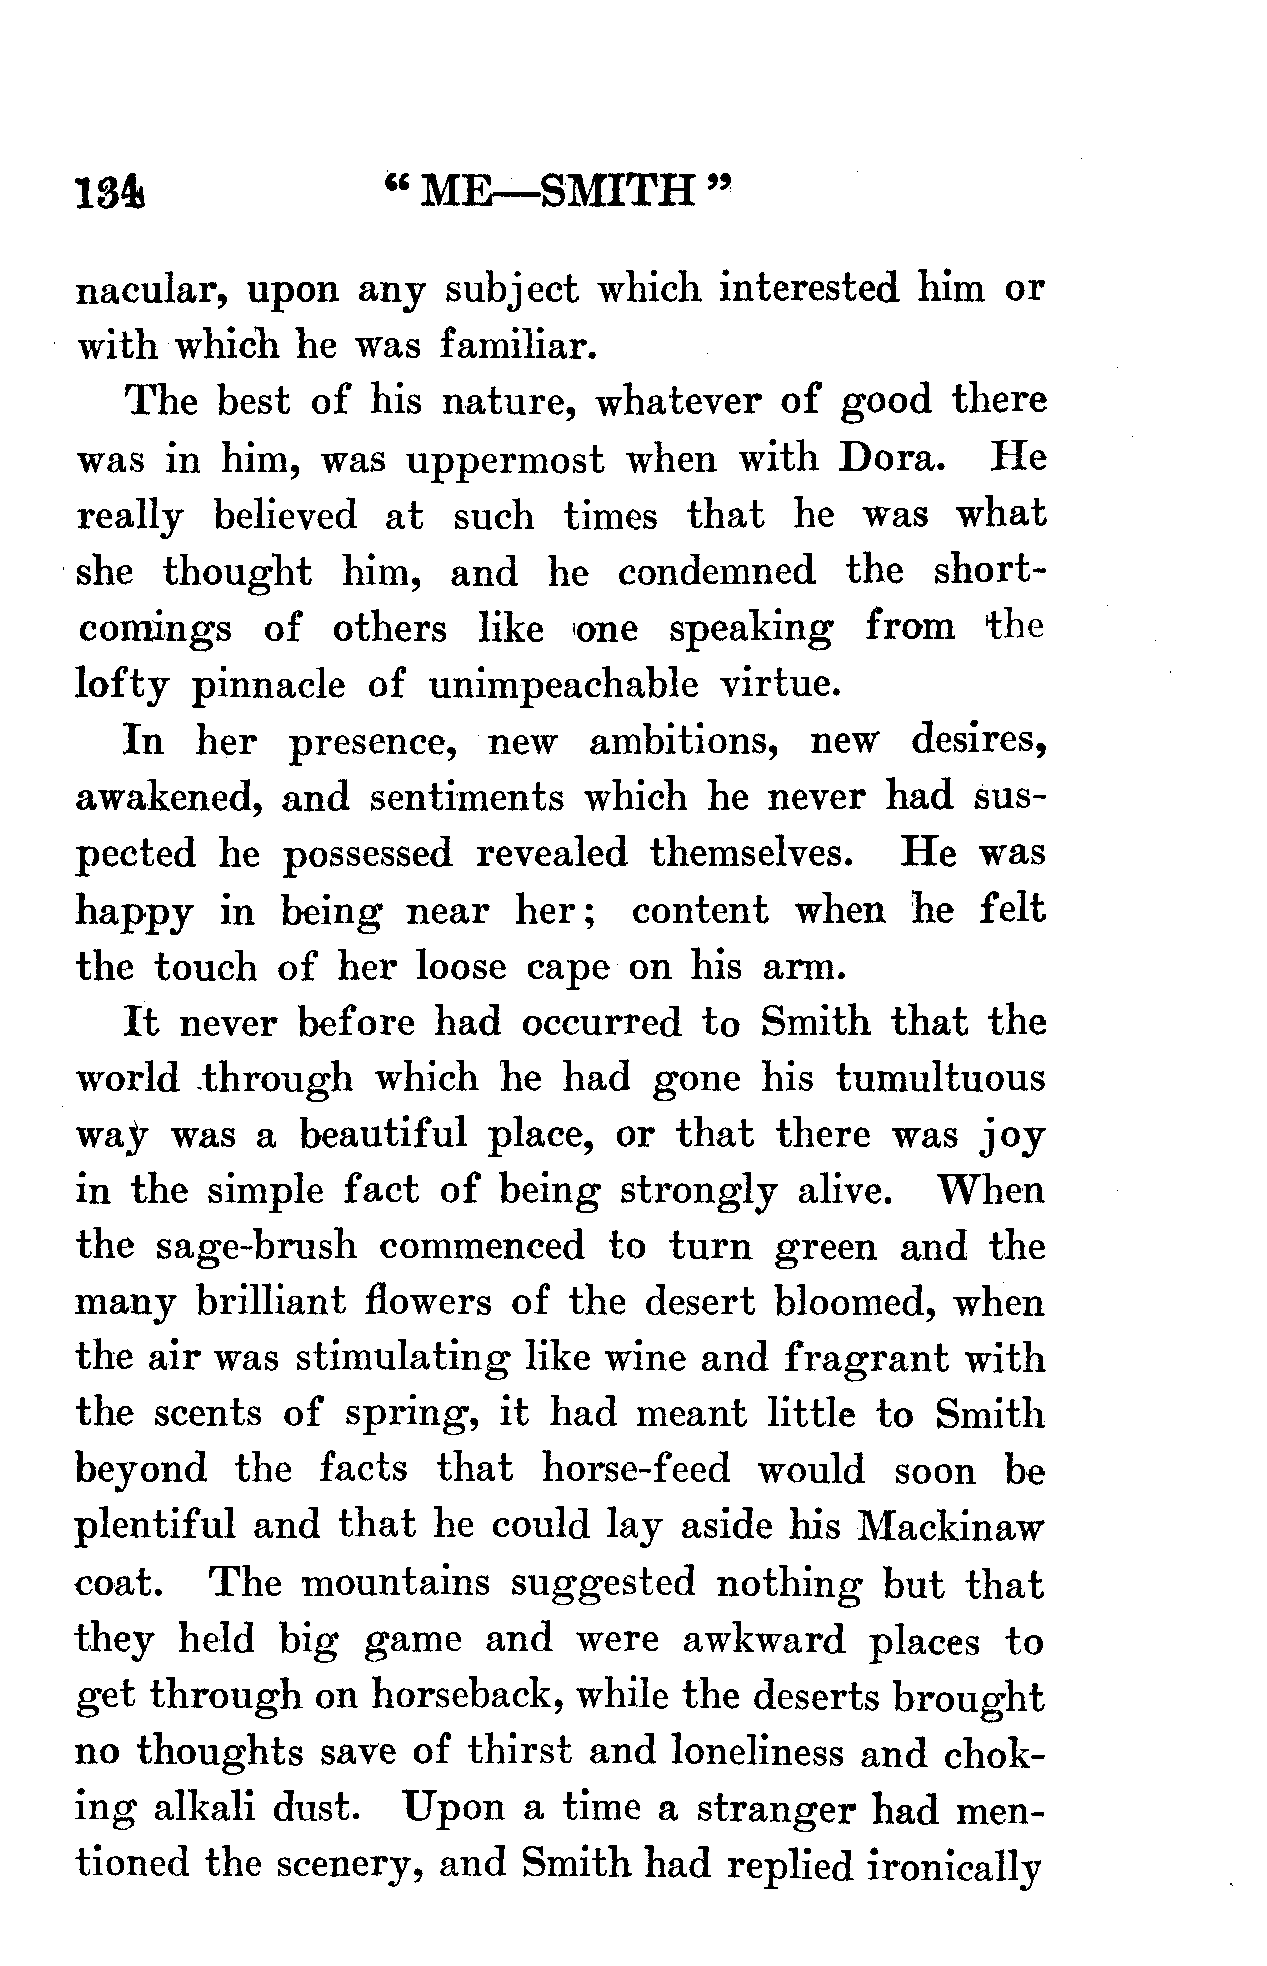 134 “ ME—SMITH ”
nacular, upon any subject which interested him or
with which he was familiar.
The best of his nature, whatever of good there
was in him, was uppermost when with Dora. He
really believed at such times that he was what
she thought him, and he condemned the short-
comings of others like one speaking from the
lofty pinnacle of unimpeachable virtue.
In her presence, new ambitions, new desires,
awakened, and sentiments which he never had sus-
pected he possessed revealed themselves. He was
happy in being near her; content when he felt
the touch of her loose cape on his arm.
It never before had occurred to Smith that the
world through which he had gone his tumultuous
way was a beautiful place, or that there was joy
in the simple fact of being strongly alive. When
the sage-brush commenced to turn green and the
many brilliant flowers of the desert bloomed, when
the air was stimulating like wine and fragrant with
the scents of spring, it had meant little to Smith
beyond the facts that horse-feed would soon be
plentiful and that he could lay aside his Mackinaw
coat. The mountains suggested nothing but that
they held big game and were awkward places to
get through on horseback, while the deserts brought
no thoughts save of thirst and loneliness and chok-
ing alkali dust. Upon a time a stranger had men-
tioned the scenery, and Smith had replied ironically